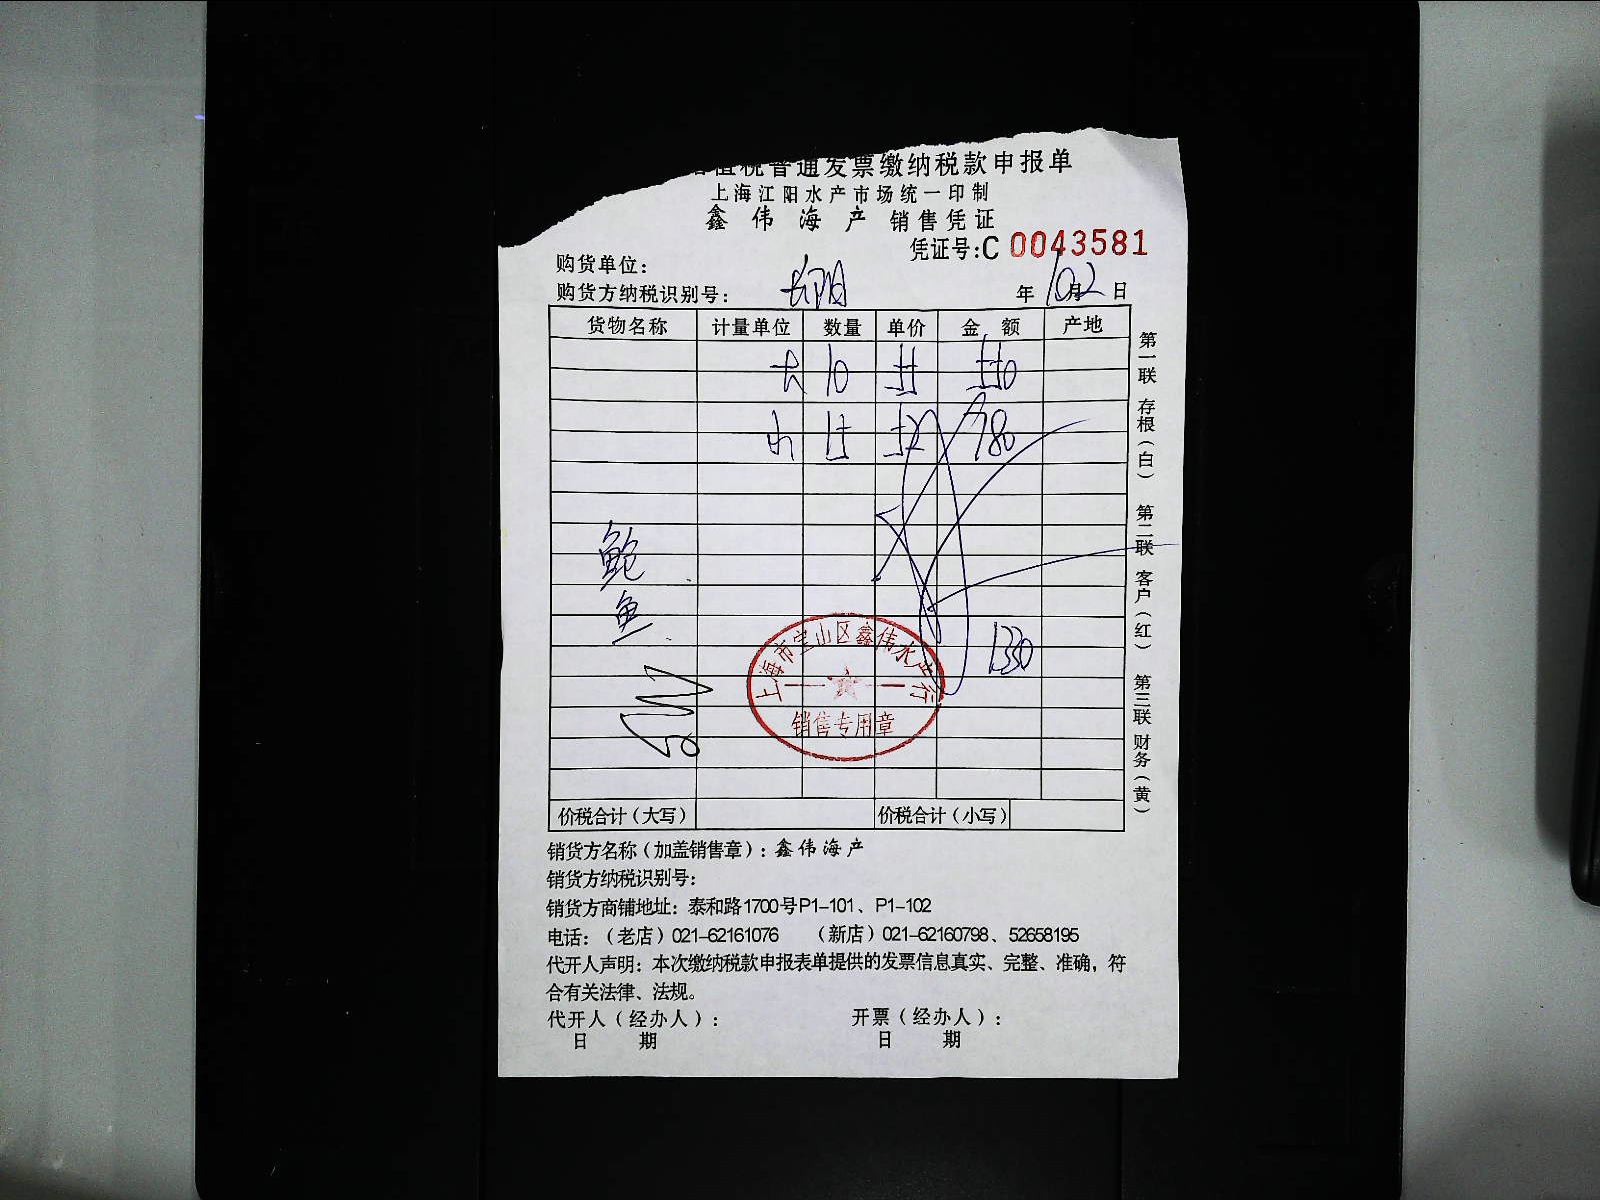 值税普通发票缴纳税款申报单
上海江阳水产市场统一印制
鑫伟海产 销售凭证
凭证号:C 0043581
购货单位:
购货方纳税识别号: 年 10月2日
货物名称 计量单位 数量 单价 金额 产地
大 10 55 550
小 15 52 780
鲍鱼
1330
上海市宝山区鑫伟水产行
销售专用章
价税合计(大写) 价税合计(小写)
第一联 存根(白) 第二联 客户(红) 第三联 财务(黄)
销货方名称(加盖销售章): 鑫伟海产
销货方纳税识别号:
销货方商铺地址: 泰和路1700号P1-101、P1-102
电话:(老店)021-62161076 (新店)021-62160798、52658195
代开人声明: 本次缴纳税款申报表单提供的发票信息真实、完整、准确, 符
合有关法律、法规。
代开人(经办人): 开票(经办人):
日 期 日 期